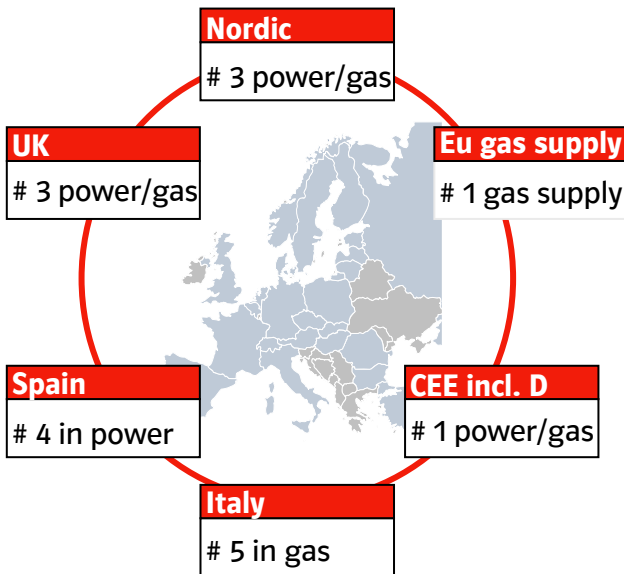 Nordic
# 3 power/gas
UK
# 3 power/gas
Eu gas supply
# 1 gas supply
Spain
# 4 in power
CEE incl. D
# 1 power/gas
Italy
# 5 in gas